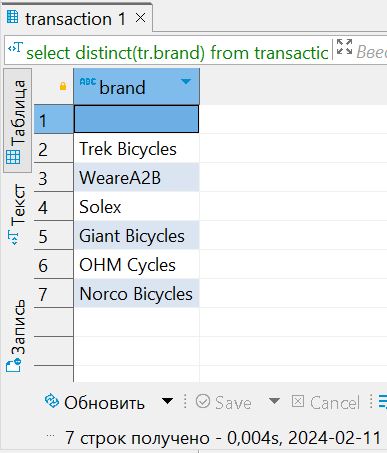 transaction 1
select distinct(tr.brand) from transactic
Введ
Таблица
Текст
Запись
ABC brand
1
2 Trek Bicycles
3 WeareA2B
4 Solex
5 Giant Bicycles
6 OHM Cycles
7 Norco Bicycles
Обновить Save Cancel
7 строк получено - 0,004s, 2024-02-11